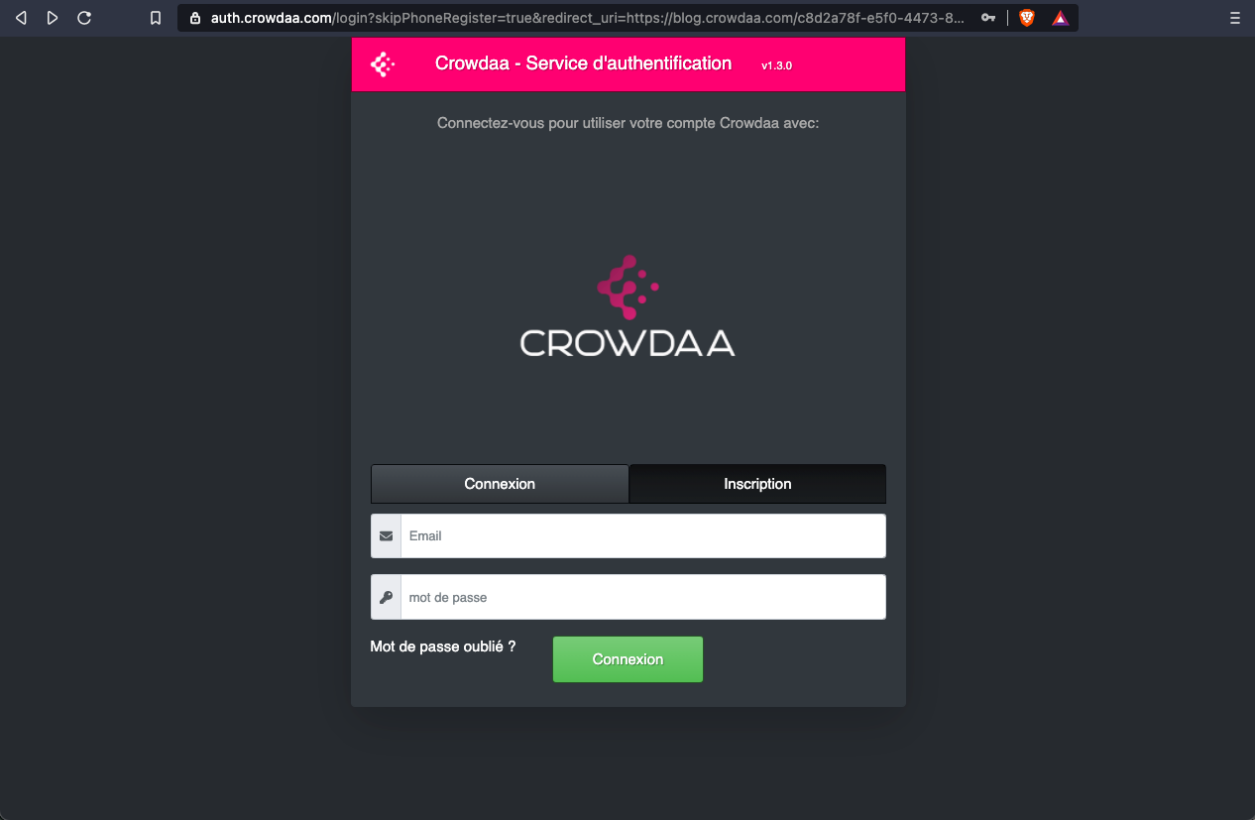 auth.crowdaa.com/login?skipPhoneRegister=true&redirect_uri=https://blog.crowdaa.com/c8d2a78f-e5f0-4473-8...
Crowdaa - Service d'authentification v1.3.0
Connectez-vous pour utiliser votre compte Crowdaa avec:
CROWDAA
Connexion Inscription
Email
mot de passe
Mot de passe oublié ? Connexion